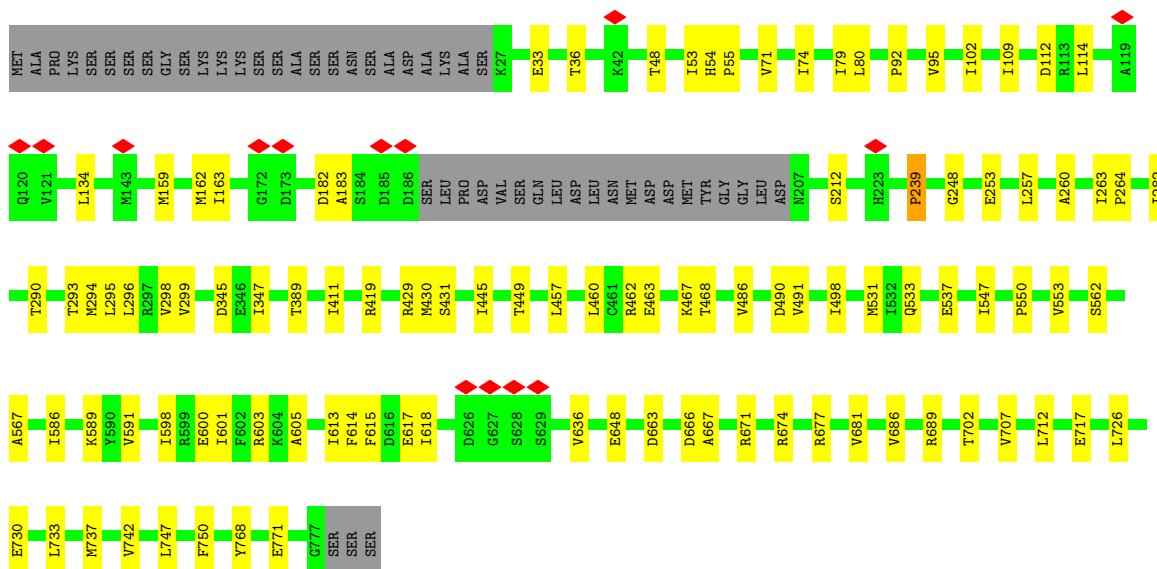 MET ALA PRO LYS SER SER SER SER GLY SER LYS LYS LYS SER SER ALA SER SER ASN SER ALA ASP ALA LYS ALA SER K27 E33 T36 K42 T48 I53 H54 P55 V71 I74 I79 L80 P92 V95 I102 I109 D112 R113 L114 A119
Q120 V121 L134 M143 M159 M162 I163 G172 D173 D182 A183 S184 D185 D186 SER LEU PRO ASP VAL SER GLN LEU ASP LEU ASN MET ASP ASP MET TYR GLY GLY LEU ASP N207 S212 H223 P239 G248 E253 L257 A260 I263 P264
T290 T293 M294 L295 L296 R297 V298 V299 D345 E346 I347 T389 I411 R419 R429 M430 S431 I445 T449 L457 L460 C461 R462 E463 K467 T468 V486 D490 V491 I498 M531 I532 Q533 E537 I547 P550 V553 S562
A567 I586 K589 Y590 V591 I598 R599 E600 I601 F602 R603 K604 A605 I613 F614 F615 D616 E617 I618 D626 G627 S628 S629 V636 E648 D663 D666 A667 R671 R674 R677 V681 V686 R689 T702 V707 L712 E717 L726
E730 L733 M737 V742 L747 F750 Y768 E771 G777 SER SER SER